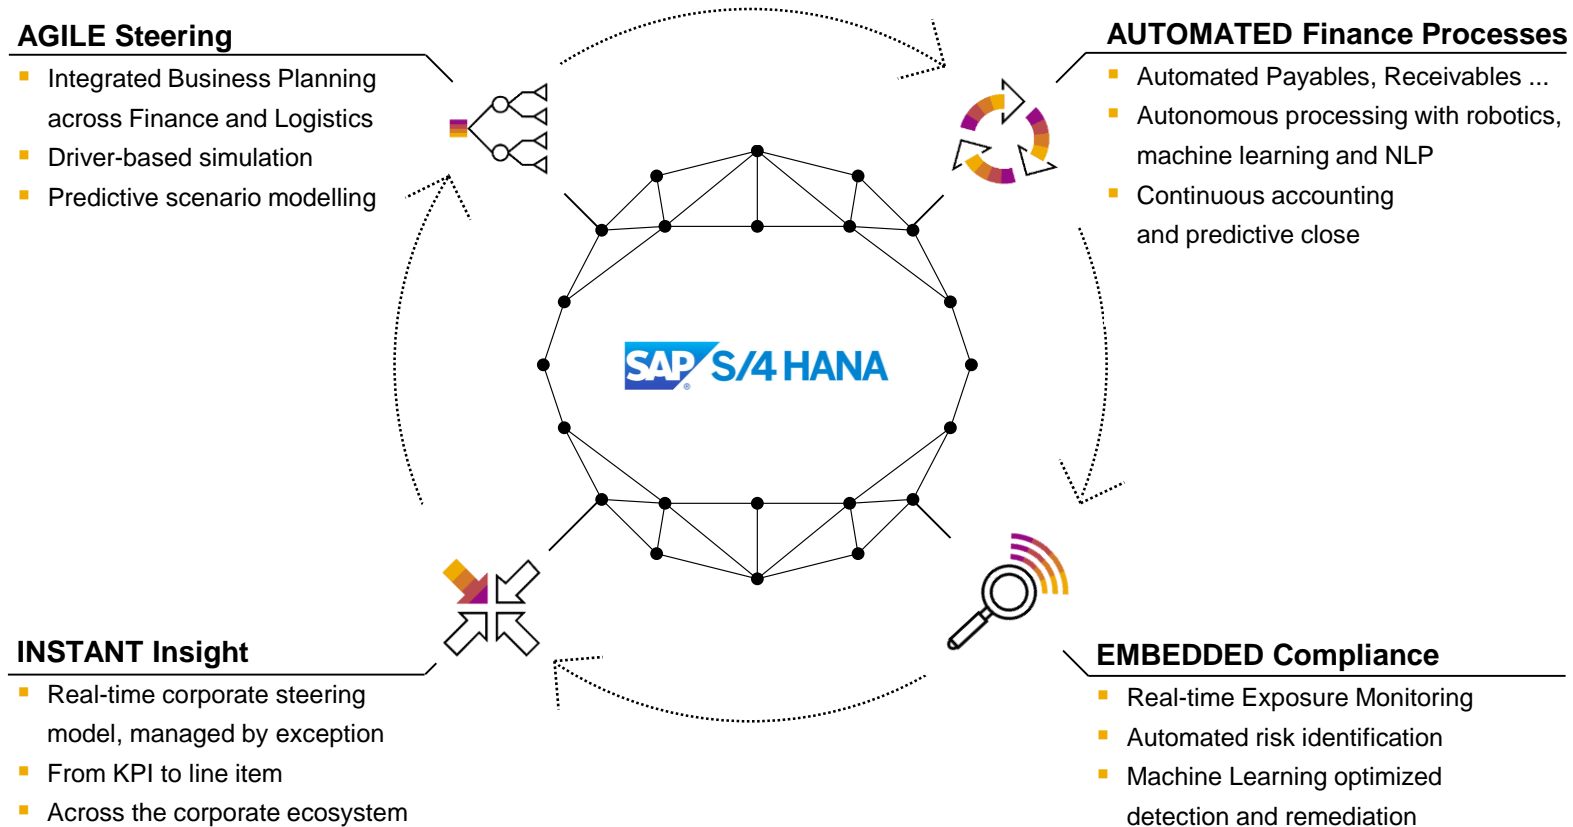 AGILE Steering
Integrated Business Planning
across Finance and Logistics
Driver-based simulation
Predictive scenario modelling
AUTOMATED Finance Processes
Automated Payables, Receivables ...
Autonomous processing with robotics,
machine learning and NLP
Continuous accounting
and predictive close
SAP® S/4 HANA
INSTANT Insight
Real-time corporate steering
model, managed by exception
From KPI to line item
Across the corporate ecosystem
EMBEDDED Compliance
Real-time Exposure Monitoring
Automated risk identification
Machine Learning optimized
detection and remediation